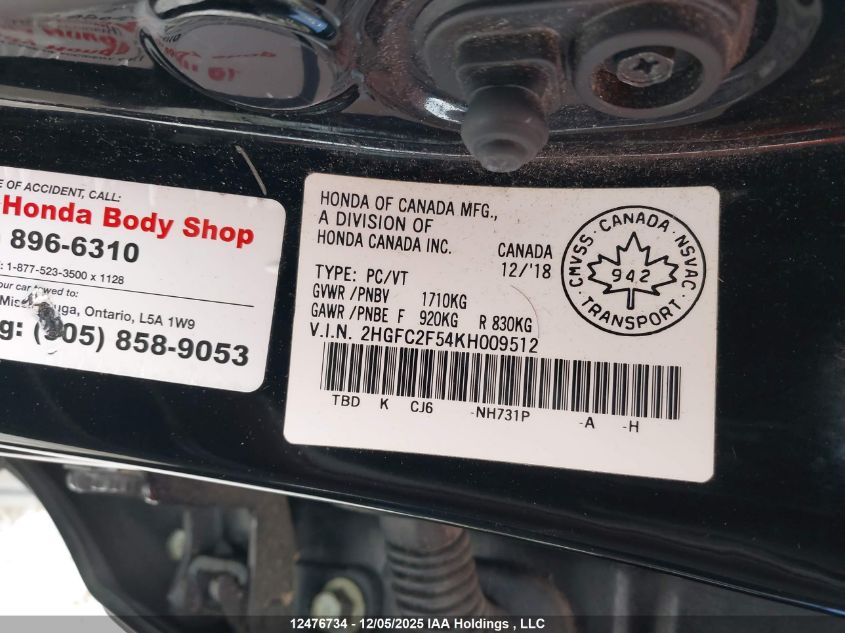 E OF ACCIDENT, CALL:
Honda Body Shop
896-6310
: 1-877-523-3500 x 1128
our car towed to:
uga, Ontario, L5A 1W9
g: (905) 858-9053
HONDA OF CANADA MFG.,
A DIVISION OF
HONDA CANADA INC.
CANADA
12/'18
TYPE: PC/VT
GVWR /PNBV 1710KG
GAWR /PNBE F 920KG R 830KG
V.I.N. 2HGFC2F54KH009512
TBD K CJ6 -NH731P -A -H
CMVSS · CANADA · NSVAC
942
TRANSPORT
12476734 - 12/05/2025 IAA Holdings , LLC